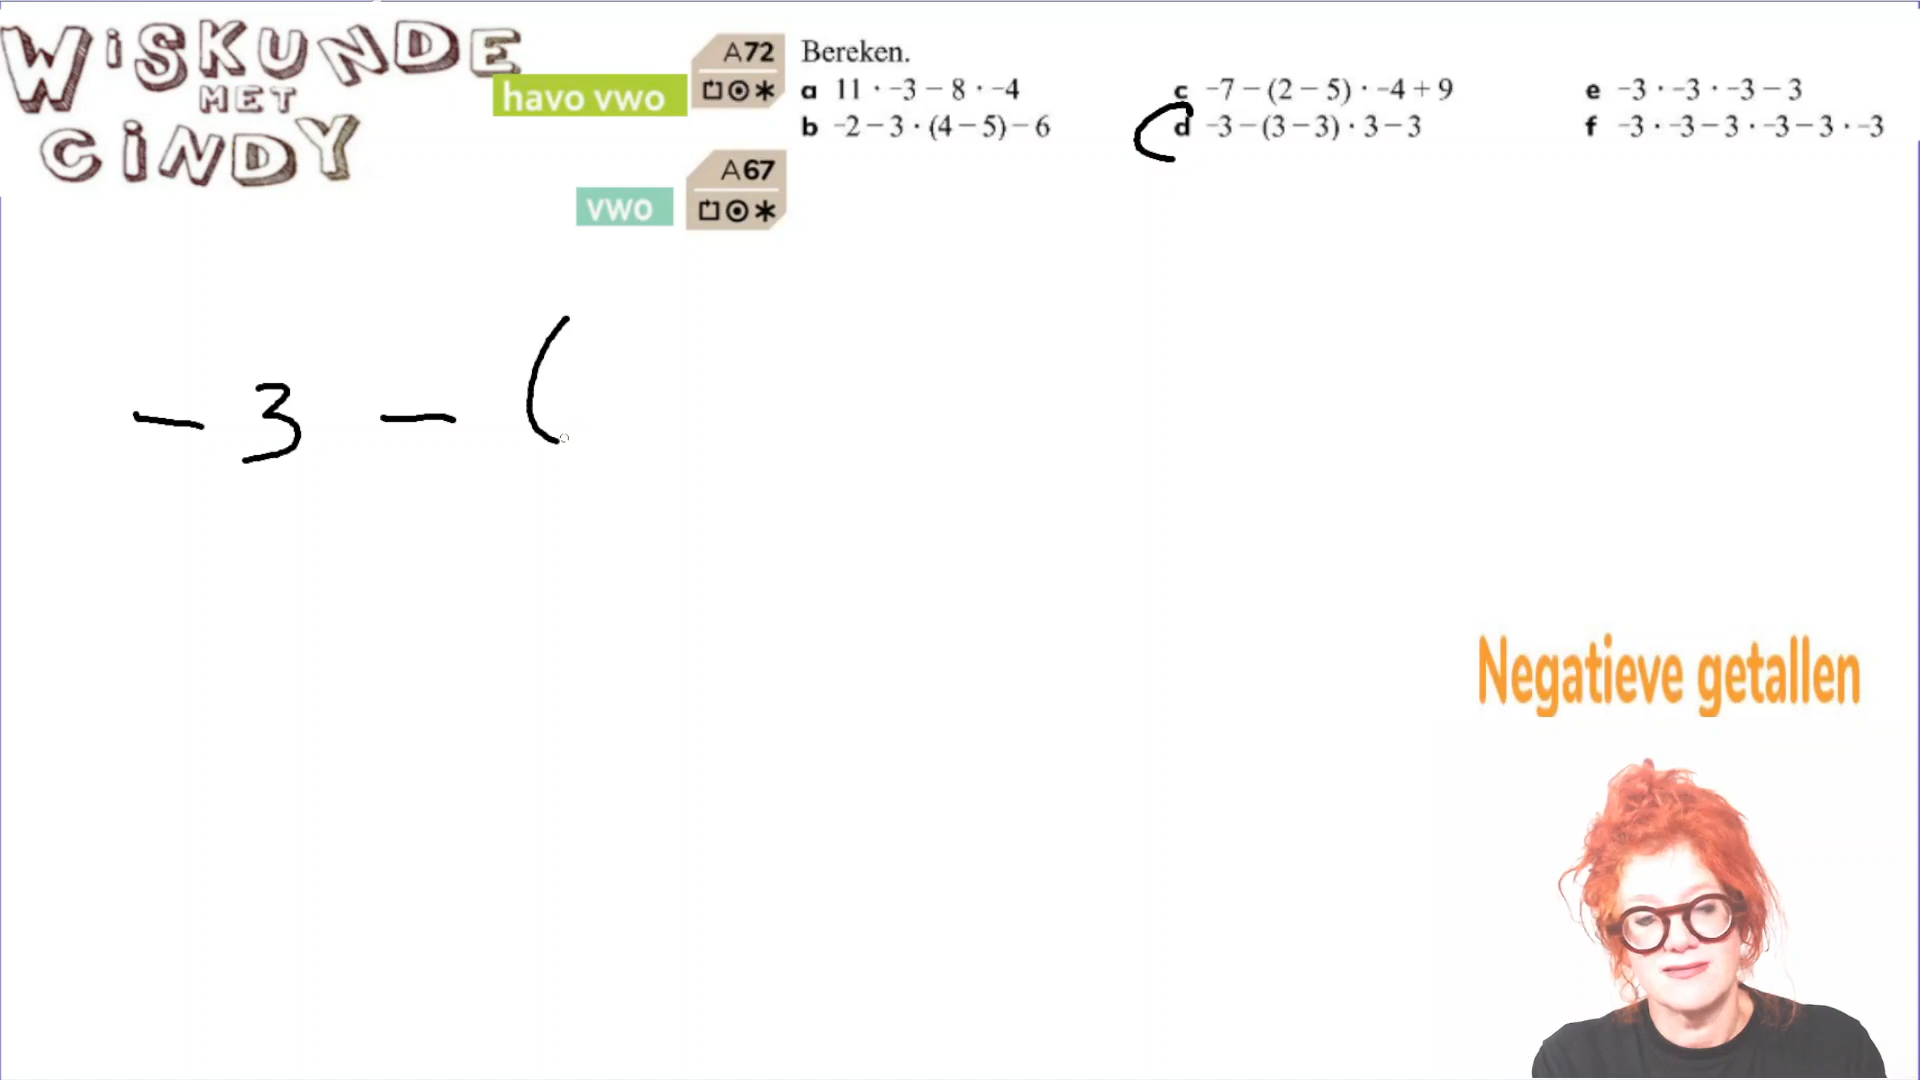 WiSKUNDE
MET
CiNDY
havo vwo
A72
Bereken.
a 11 · -3 – 8 · -4
b -2 – 3 · (4 – 5) – 6
c -7 – (2 – 5) · -4 + 9
d -3 – (3 – 3) · 3 – 3
e -3 · -3 · -3 – 3
f -3 · -3 – 3 · -3 – 3 · -3
vwo
A67
– 3 – (
Negatieve getallen